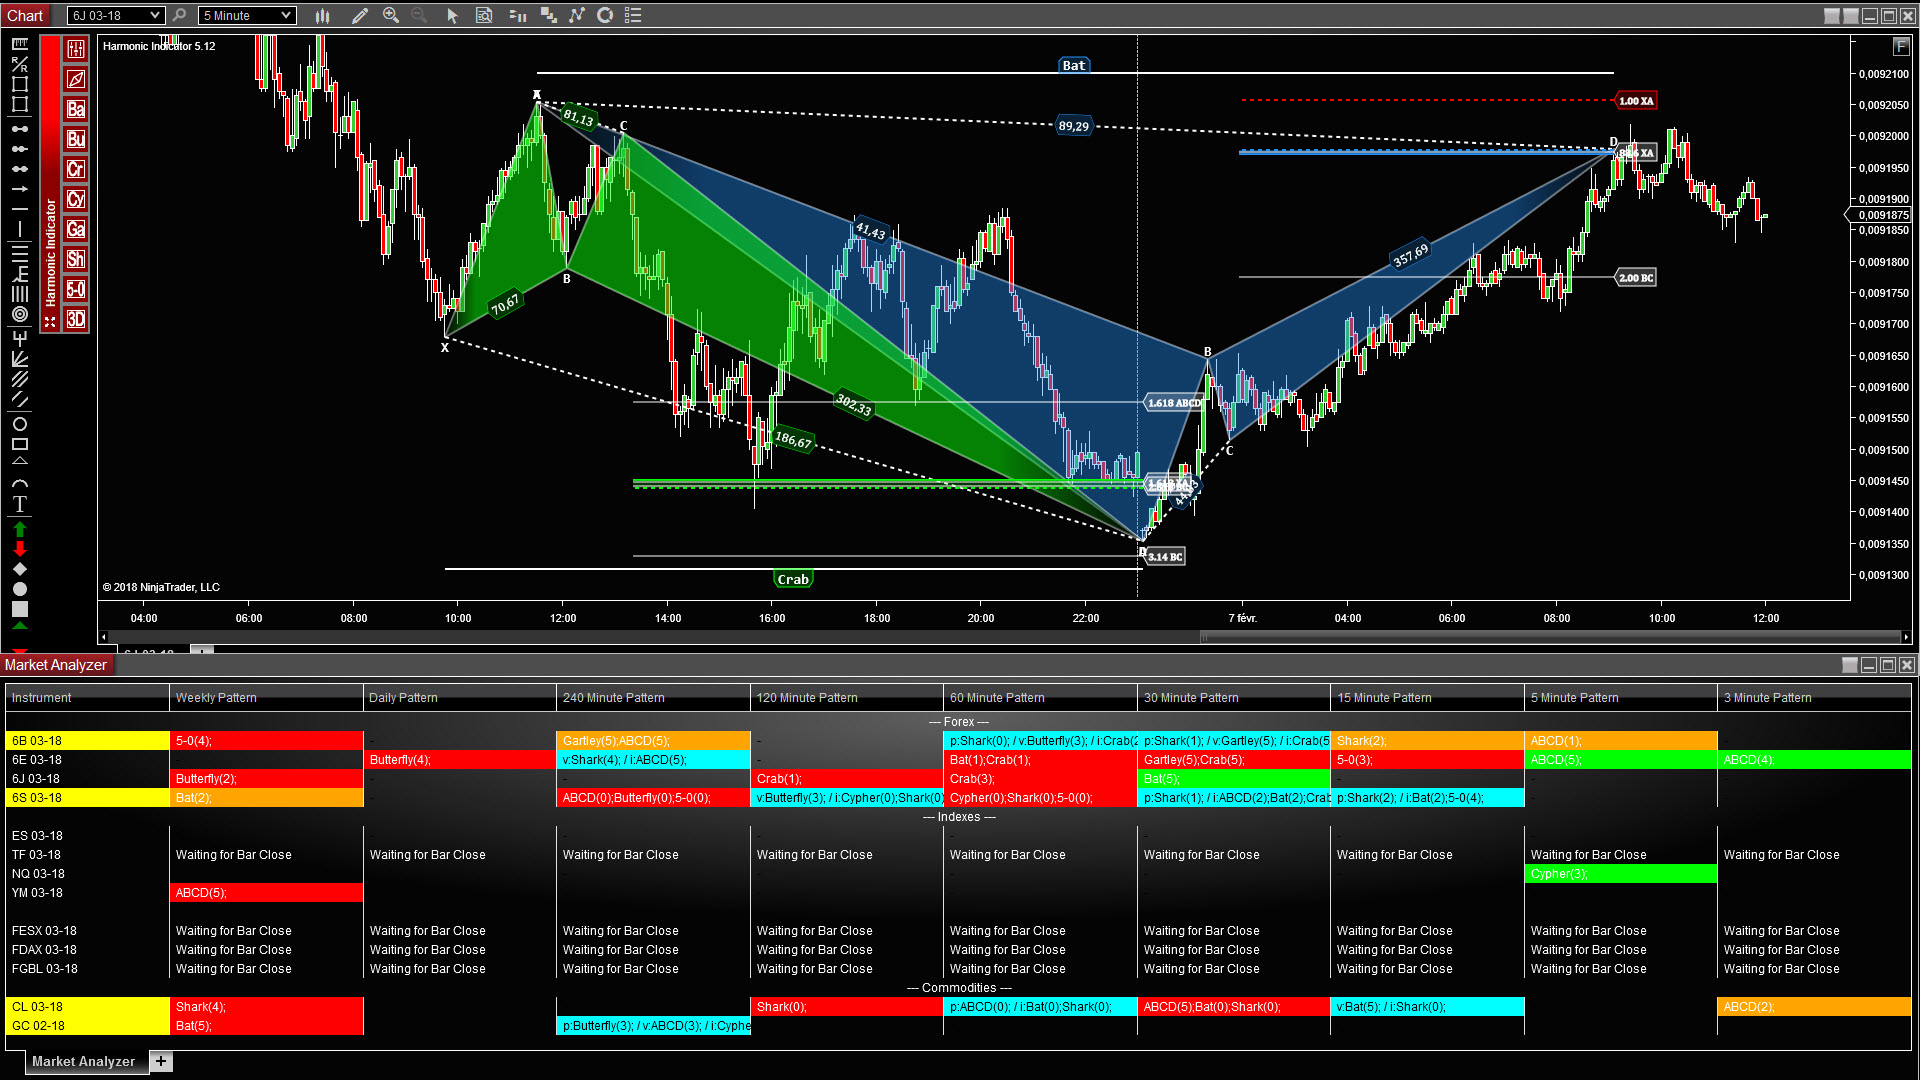 Chart 6J 03-18 5 Minute
Harmonic Indicator 5.12
F
Harmonic Indicator
Ba
Bu
Cr
Cy
Ga
Sh
5-0
3D
T
Bat
1.00 XA
81,13
89,29
X
C
D
41,43
357,69
2.00 BC
B
70,67
X
B
1.618 ABCD
302,33
186,67
C
D
3.14 BC
Crab
© 2018 NinjaTrader, LLC
0,0092100
0,0092050
0,0092000
0,0091950
0,0091900
0,0091875
0,0091850
0,0091800
0,0091750
0,0091700
0,0091650
0,0091600
0,0091550
0,0091500
0,0091450
0,0091400
0,0091350
0,0091300
04:00 06:00 08:00 10:00 12:00 14:00 16:00 18:00 20:00 22:00 7 févr. 04:00 06:00 08:00 10:00 12:00
Market Analyzer
Instrument Weekly Pattern Daily Pattern 240 Minute Pattern 120 Minute Pattern 60 Minute Pattern 30 Minute Pattern 15 Minute Pattern 5 Minute Pattern 3 Minute Pattern
--- Forex ---
6B 03-18 5-0(4); - Gartley(5);ABCD(5); - p:Shark(0); / v:Butterfly(3); / i:Crab(2 p:Shark(1); / v:Gartley(5); / i:Crab(5 Shark(2); ABCD(1); -
6E 03-18 - Butterfly(4); v:Shark(4); / i:ABCD(5); - Bat(1);Crab(1); Gartley(5);Crab(5); 5-0(3); ABCD(5); ABCD(4);
6J 03-18 Butterfly(2); - - Crab(1); Crab(3); Bat(5); - - -
6S 03-18 Bat(2); - ABCD(0);Butterfly(0);5-0(0); v:Butterfly(3); / i:Cypher(0);Shark(0) Cypher(0);Shark(0);5-0(0); p:Shark(1); / i:ABCD(2);Bat(2);Crab p:Shark(2); / i:Bat(2);5-0(4); - -
--- Indexes ---
ES 03-18
TF 03-18 Waiting for Bar Close Waiting for Bar Close Waiting for Bar Close Waiting for Bar Close Waiting for Bar Close Waiting for Bar Close Waiting for Bar Close Waiting for Bar Close Waiting for Bar Close
NQ 03-18 Cypher(3);
YM 03-18 ABCD(5);
FESX 03-18 Waiting for Bar Close Waiting for Bar Close Waiting for Bar Close Waiting for Bar Close Waiting for Bar Close Waiting for Bar Close Waiting for Bar Close Waiting for Bar Close Waiting for Bar Close
FDAX 03-18 Waiting for Bar Close Waiting for Bar Close Waiting for Bar Close Waiting for Bar Close Waiting for Bar Close Waiting for Bar Close Waiting for Bar Close Waiting for Bar Close Waiting for Bar Close
FGBL 03-18 Waiting for Bar Close Waiting for Bar Close Waiting for Bar Close Waiting for Bar Close Waiting for Bar Close Waiting for Bar Close Waiting for Bar Close Waiting for Bar Close Waiting for Bar Close
--- Commodities ---
CL 03-18 Shark(4); Shark(0); p:ABCD(0); / i:Bat(0);Shark(0); ABCD(5);Bat(0);Shark(0); v:Bat(5); / i:Shark(0); ABCD(2);
GC 02-18 Bat(5); p:Butterfly(3); / v:ABCD(3); / i:Cyphe
Market Analyzer +